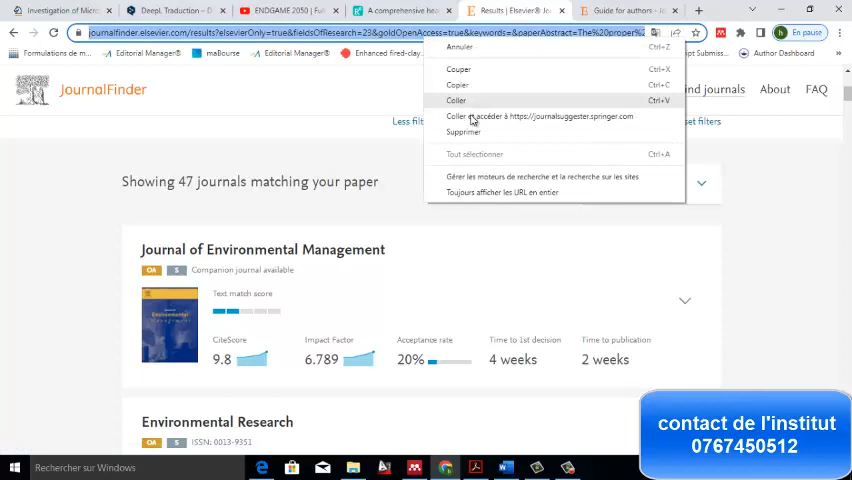 Investigation of Micro
DeepL Traduction – D
ENDGAME 2050 | Full
A comprehensive hea
Results | Elsevier® Jo
Guide for authors - Jo
journalfinder.elsevier.com/results?elsevierOnly=true&fieldsOfResearch=23&goldOpenAccess=true&keywords=&paperAbstract=The%20proper%2
En pause
Formulations du m...
Editorial Manager®
maBourse
Editorial Manager®
Enhanced fired-clay
Submiss...
Author Dashboard
Annuler Ctrl+Z
Couper Ctrl+X
Copier Ctrl+C
Coller Ctrl+V
Coller et accéder à https://journalsuggester.springer.com
Supprimer
Tout sélectionner Ctrl+A
Gérer les moteurs de recherche et la recherche sur les sites
Toujours afficher les URL en entier
JournalFinder
nd journals About FAQ
Less filt
set filters
Showing 47 journals matching your paper
Journal of Environmental Management
OA S Companion journal available
Text match score
CiteScore Impact Factor Acceptance rate Time to 1st decision Time to publication
9.8 6.789 20% 4 weeks 2 weeks
Environmental Research
OA S ISSN: 0013-9351
contact de l'institut
0767450512
Rechercher sur Windows